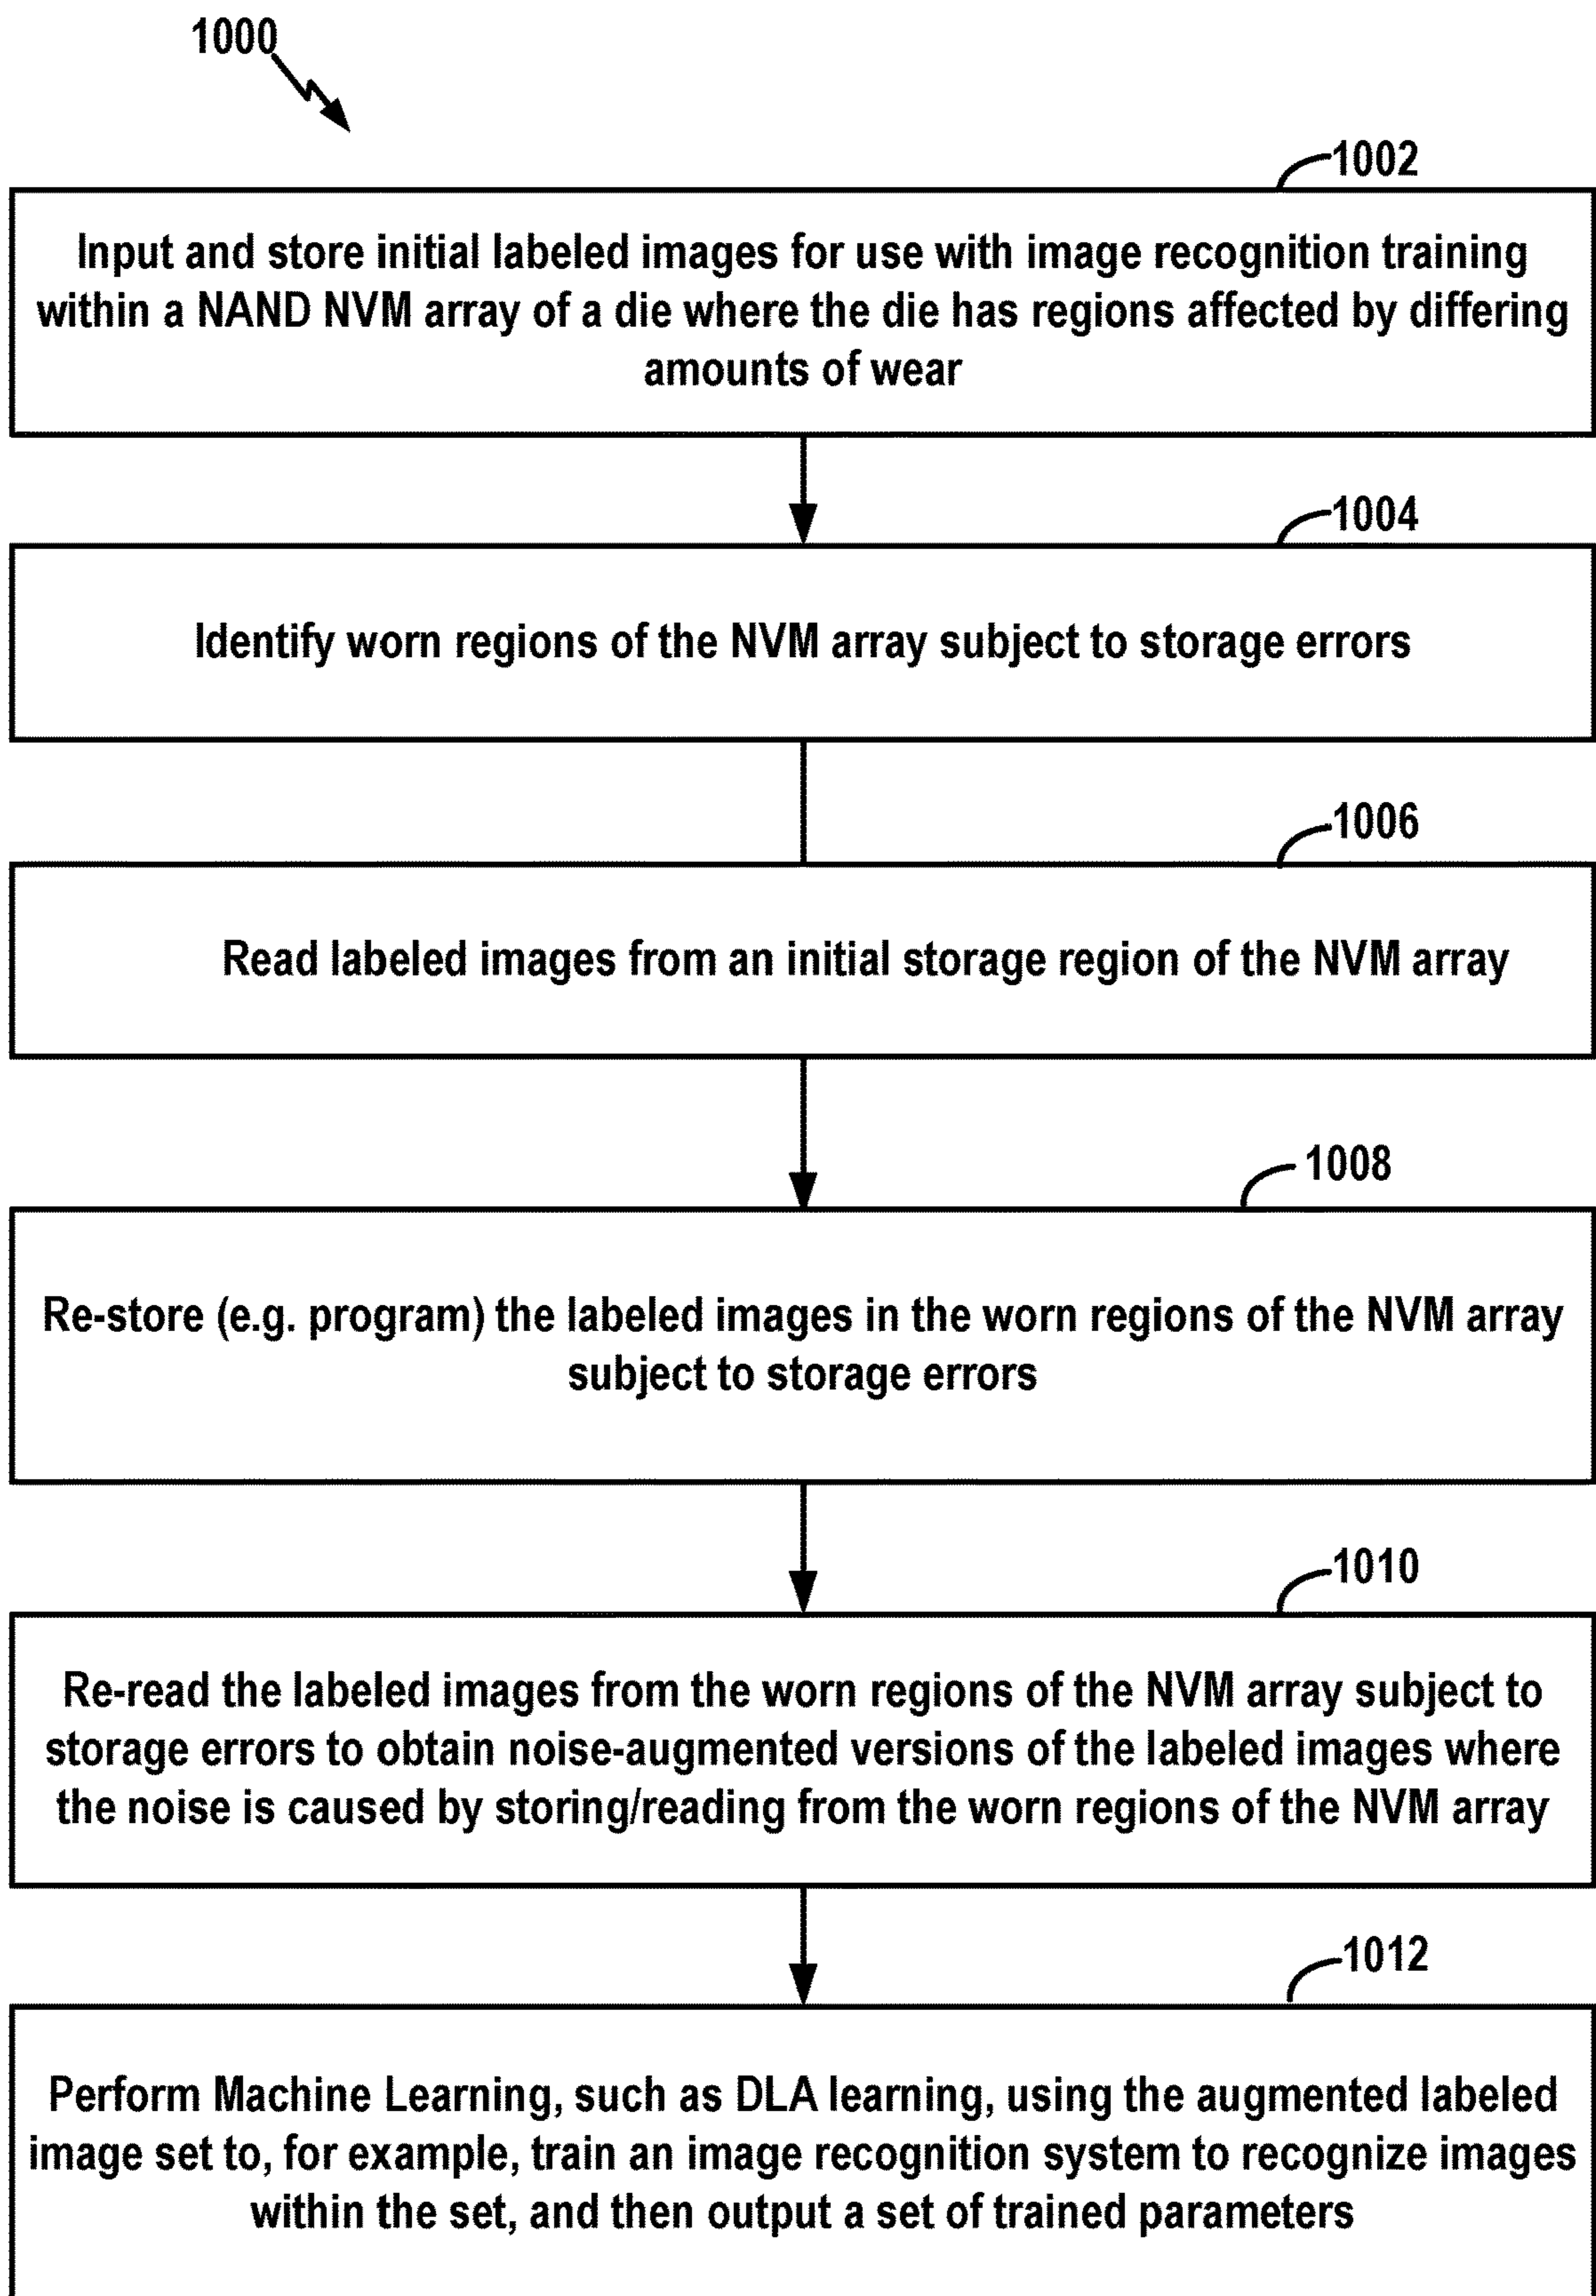 1000
1002
Input and store initial labeled images for use with image recognition training
within a NAND NVM array of a die where the die has regions affected by differing
amounts of wear
1004
Identify worn regions of the NVM array subject to storage errors
1006
Read labeled images from an initial storage region of the NVM array
1008
Re-store (e.g. program) the labeled images in the worn regions of the NVM array
subject to storage errors
1010
Re-read the labeled images from the worn regions of the NVM array subject to
storage errors to obtain noise-augmented versions of the labeled images where
the noise is caused by storing/reading from the worn regions of the NVM array
1012
Perform Machine Learning, such as DLA learning, using the augmented labeled
image set to, for example, train an image recognition system to recognize images
within the set, and then output a set of trained parameters